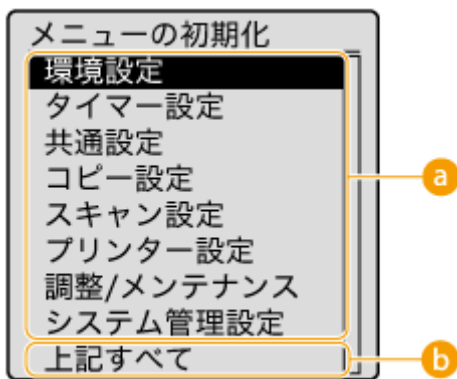 メニューの初期化
環境設定
タイマー設定
共通設定
コピー設定
スキャン設定
プリンター設定
調整/メンテナンス
システム管理設定
上記すべて
a
b